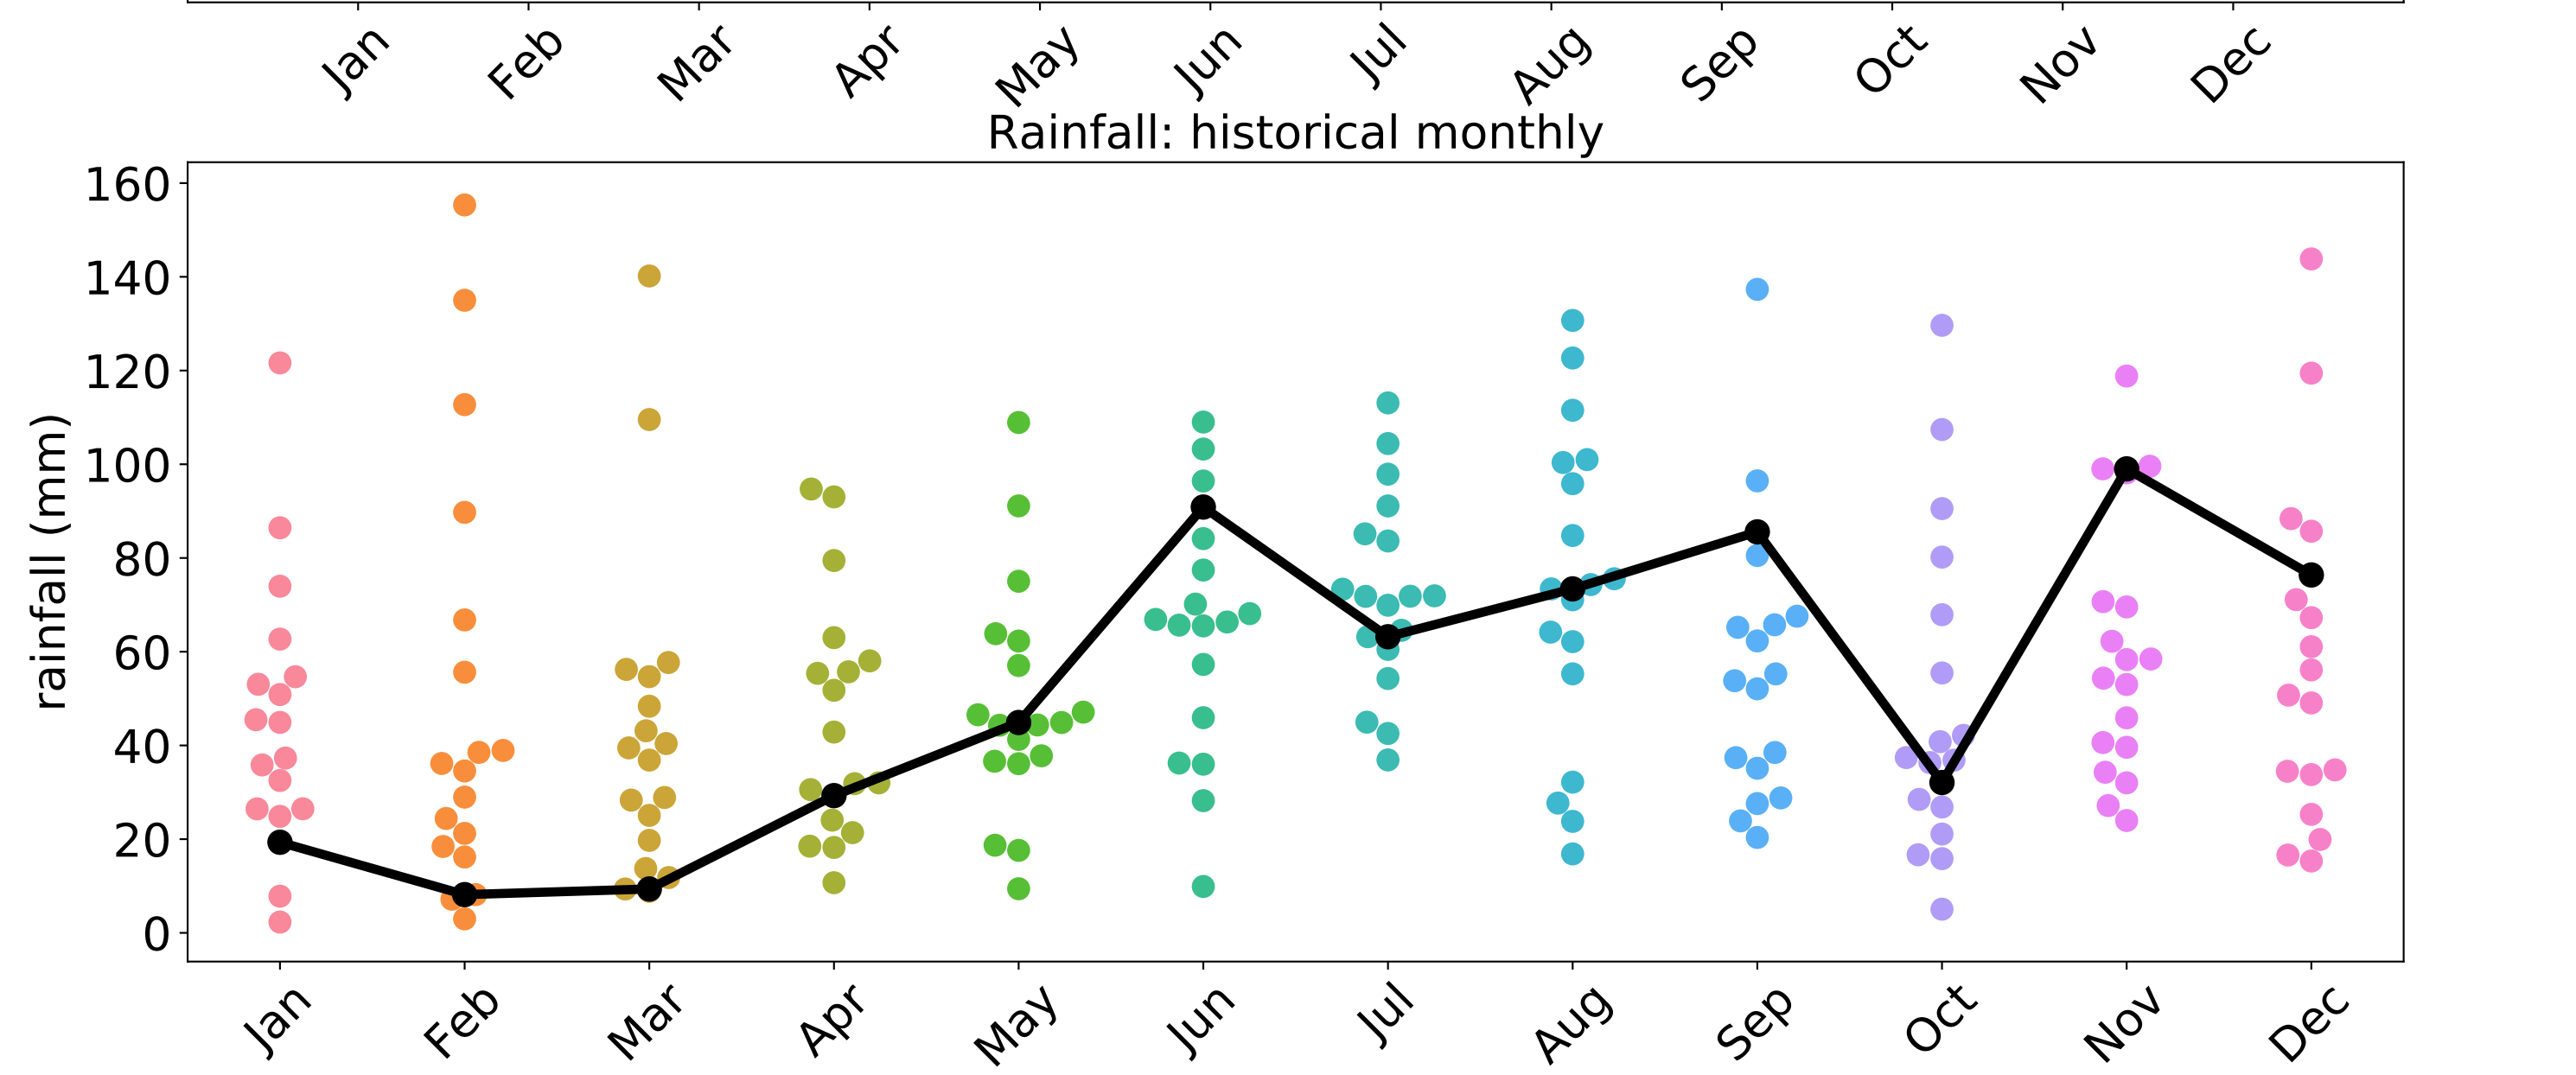 Jan Feb Mar Apr May Jun Jul Aug Sep Oct Nov Dec
Rainfall: historical monthly
160
140
120
100
80
60
40
20
0
rainfall (mm)
Jan Feb Mar Apr May Jun Jul Aug Sep Oct Nov Dec